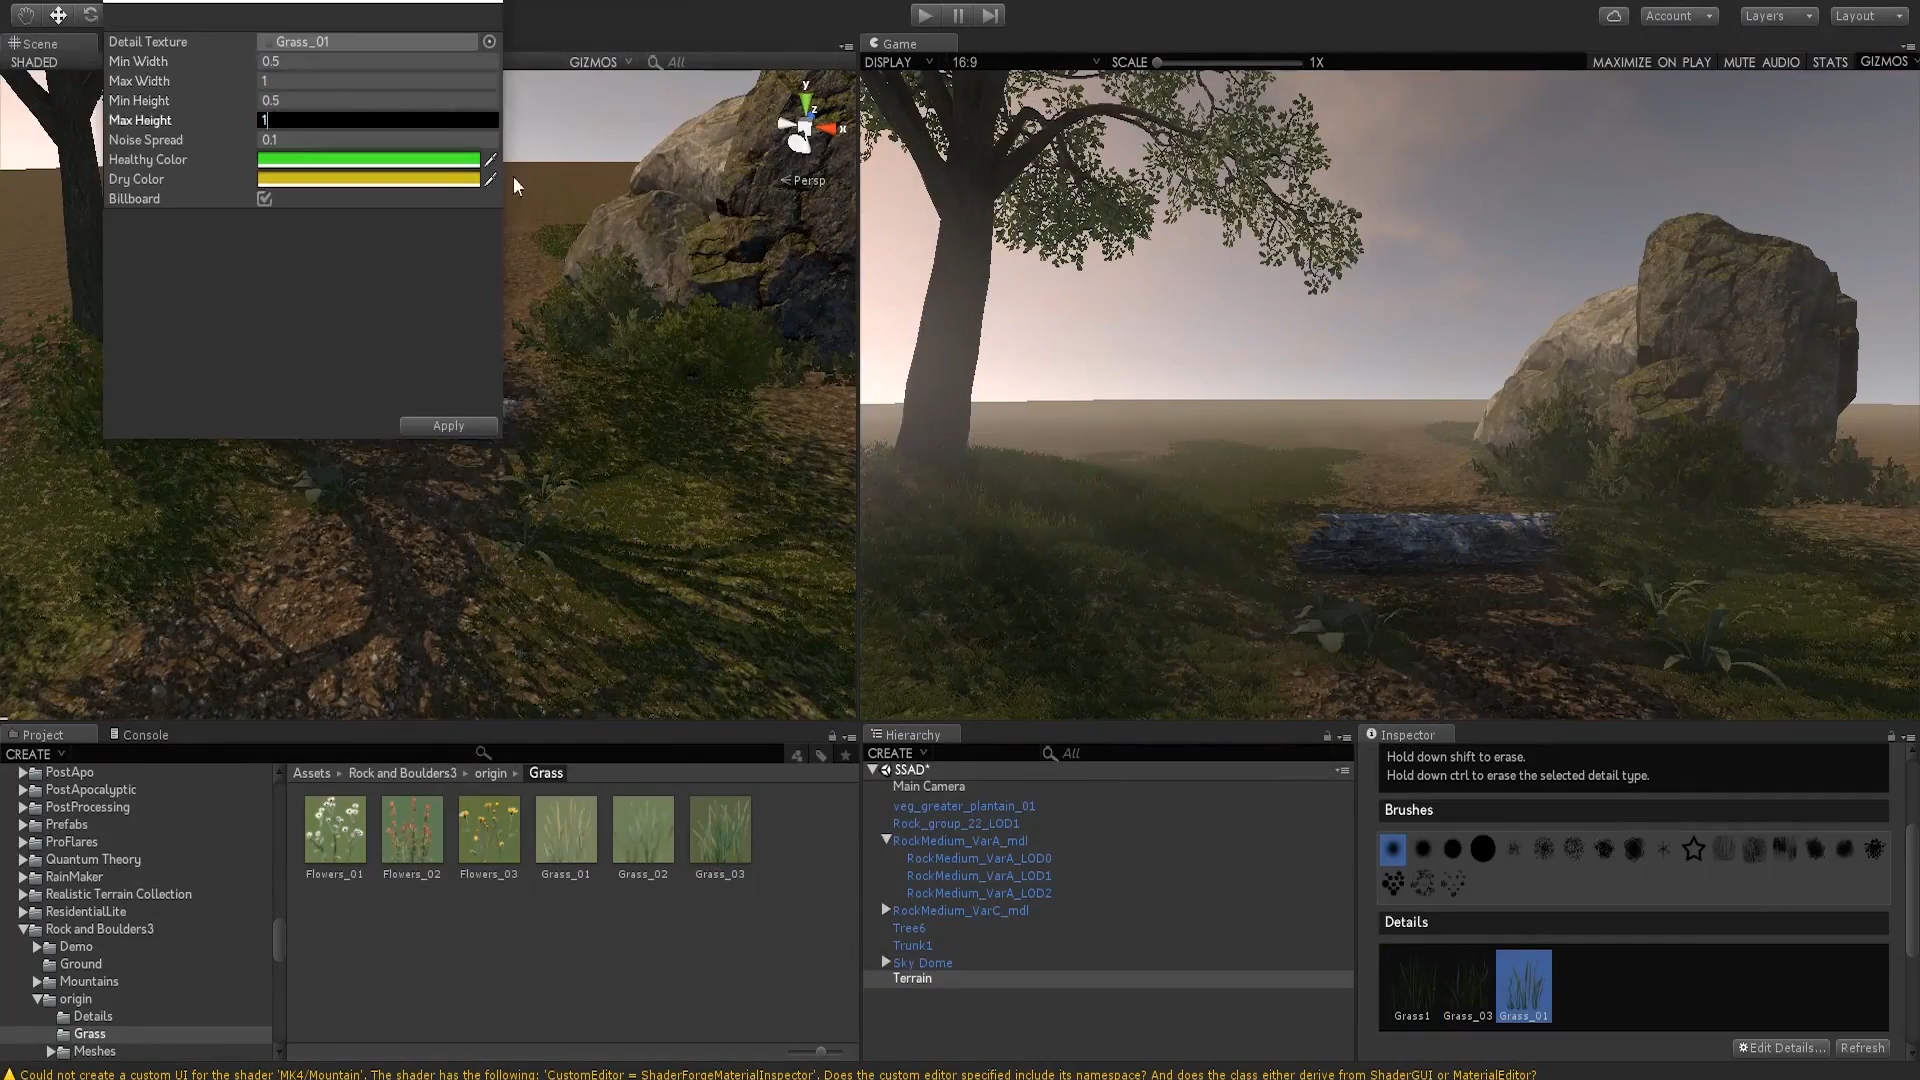 Account
Layers
Layout
Scene
Game
SHADED
GIZMOS
All
DISPLAY
16:9
SCALE
1X
MAXIMIZE ON PLAY
MUTE AUDIO
STATS
GIZMOS
Detail Texture
Grass_01
Min Width
0.5
Max Width
1
Min Height
0.5
Max Height
1
Noise Spread
0.1
Healthy Color
Dry Color
Billboard
Apply
y
z
x
Persp
Project
Console
CREATE
PostApo
PostApocalyptic
PostProcessing
Prefabs
ProFlares
Quantum Theory
RainMaker
Realistic Terrain Collection
ResidentialLite
Rock and Boulders3
Demo
Ground
Mountains
origin
Details
Grass
Meshes
Assets
Rock and Boulders3
origin
Grass
Flowers_01
Flowers_02
Flowers_03
Grass_01
Grass_02
Grass_03
Hierarchy
CREATE
All
SSAD*
Main Camera
veg_greater_plantain_01
Rock_group_22_LOD1
RockMedium_VarA_mdl
RockMedium_VarA_LOD0
RockMedium_VarA_LOD1
RockMedium_VarA_LOD2
RockMedium_VarC_mdl
Tree6
Trunk1
Sky Dome
Terrain
Inspector
Hold down shift to erase.
Hold down ctrl to erase the selected detail type.
Brushes
Details
Grass1
Grass_03
Grass_01
Edit Details...
Refresh
Could not create a custom UI for the shader 'MK4/Mountain'. The shader has the following: 'CustomEditor = ShaderForgeMaterialInspector'. Does the custom editor specified include its namespace? And does the class either derive from ShaderGUI or MaterialEditor?